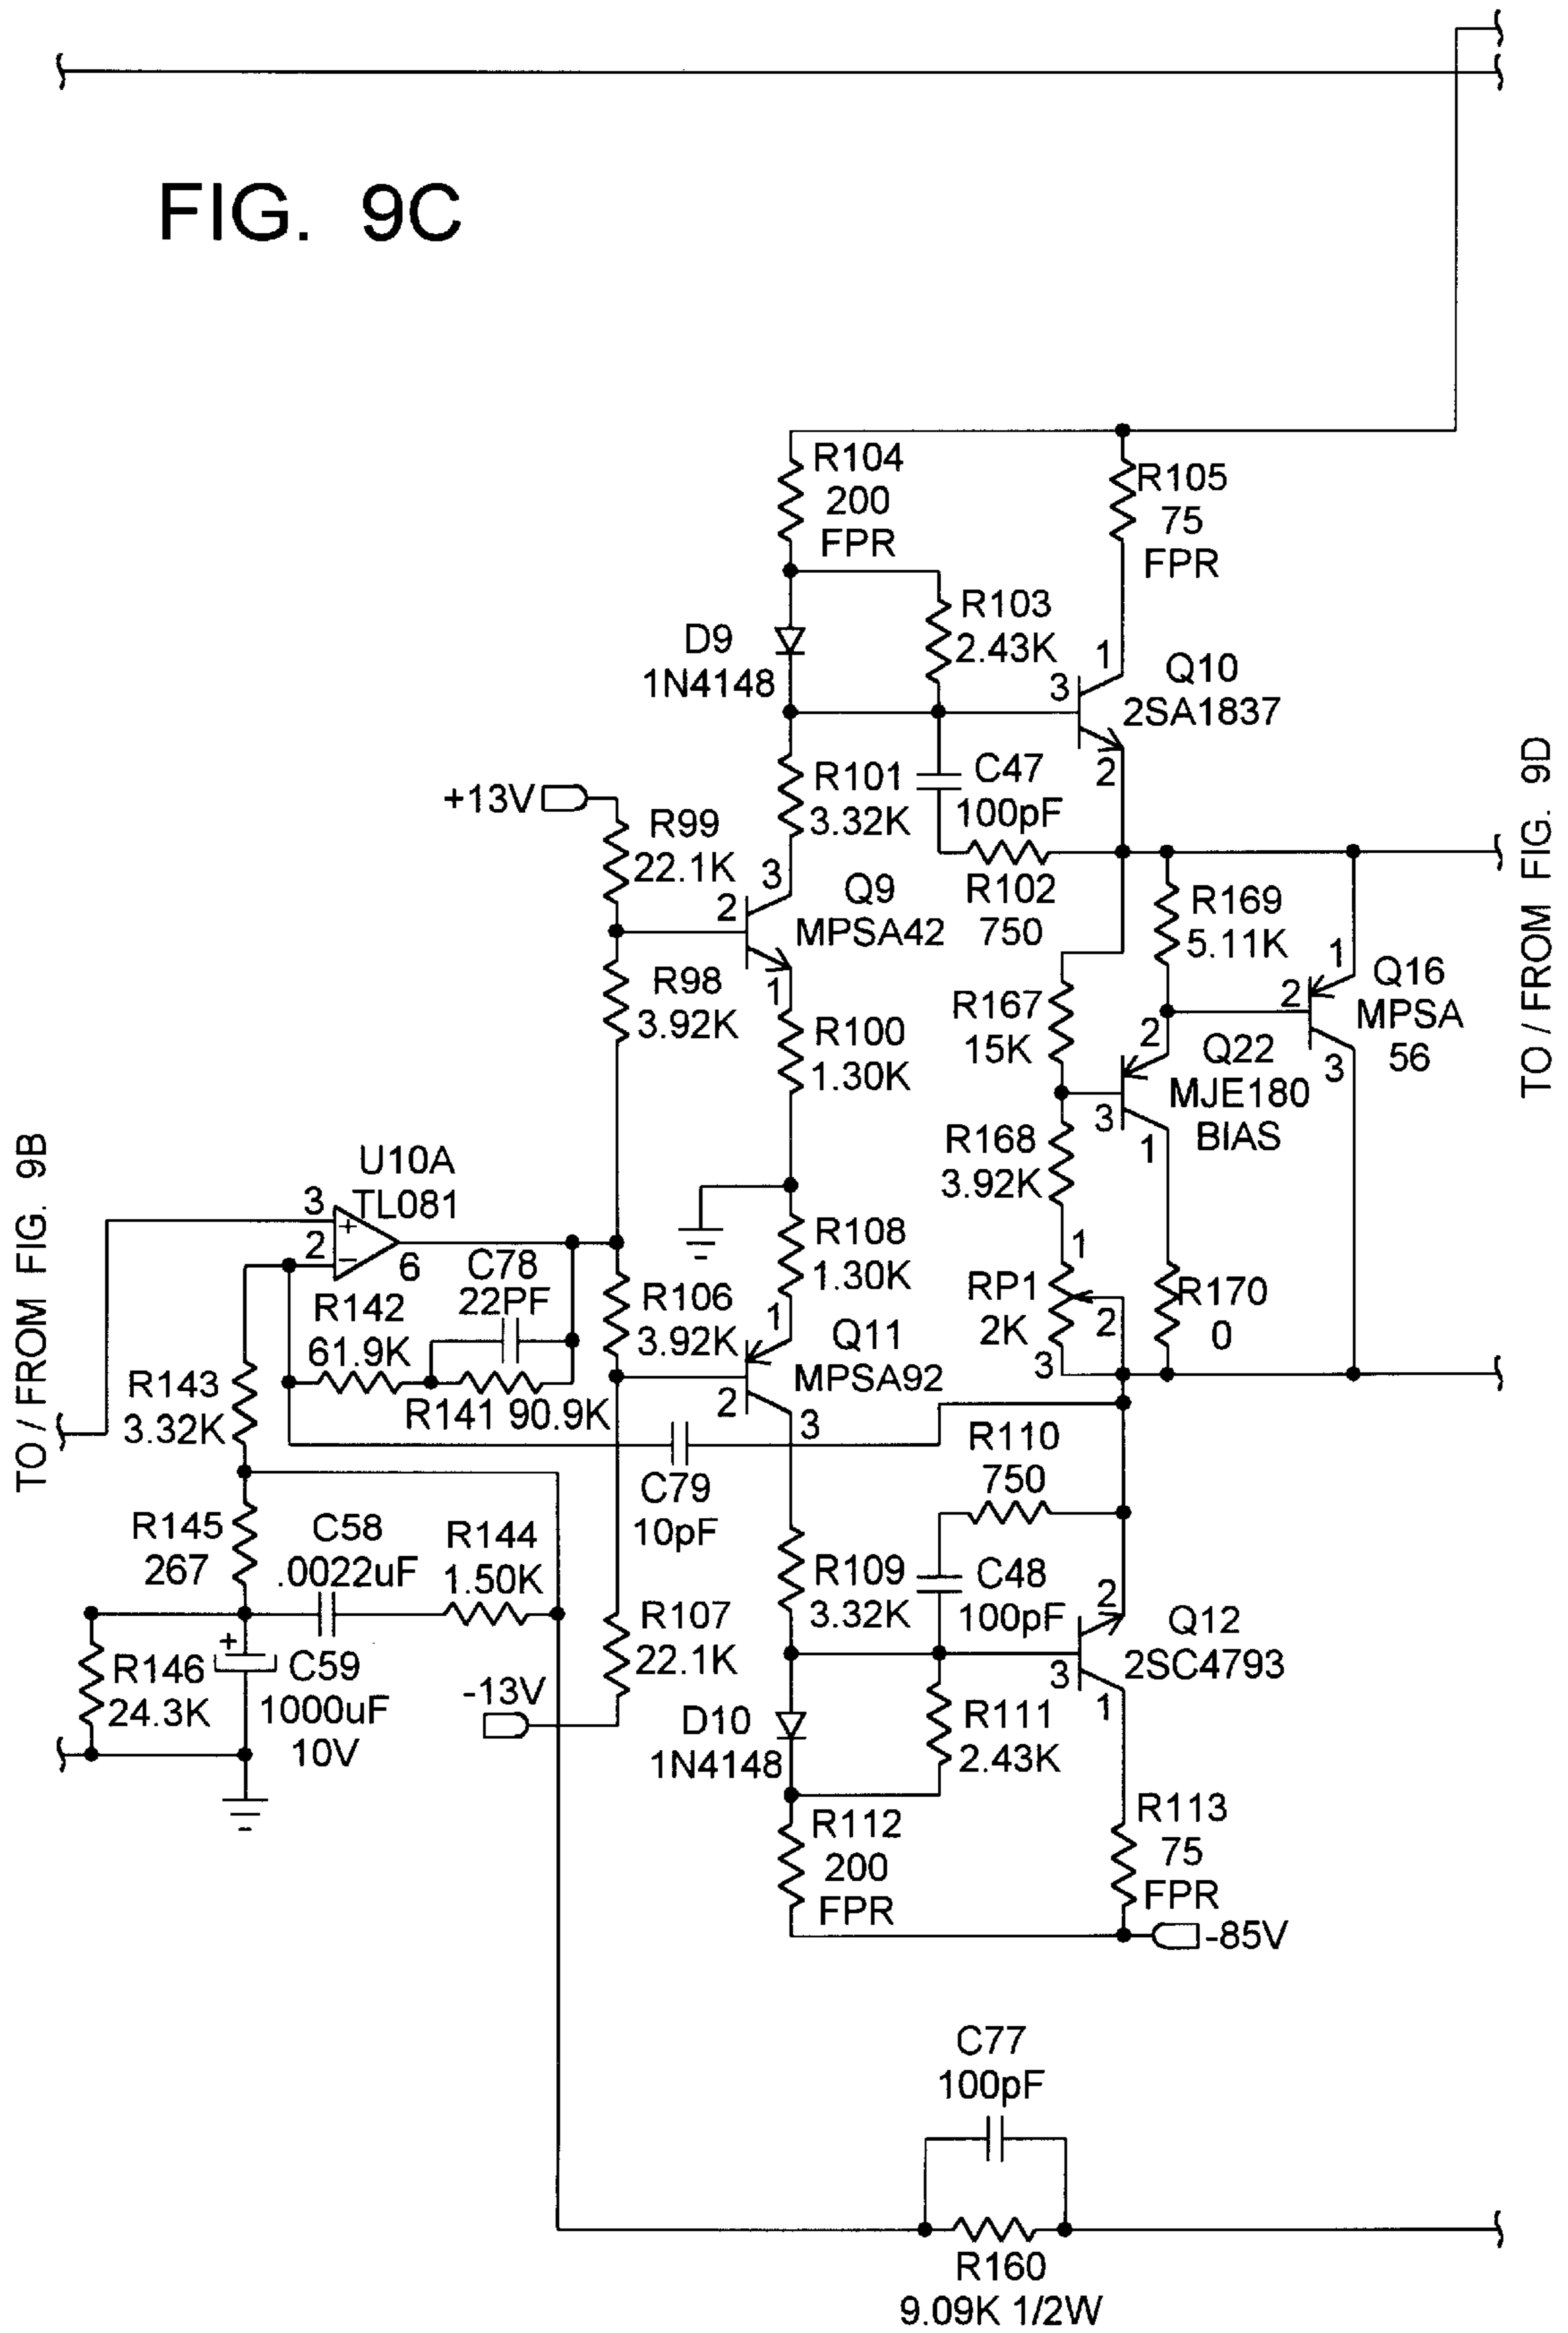 FIG. 9C
R104
200
FPR
R105
75
FPR
D9
1N4148
R103
2.43K
1
3
Q10
2SA1837
2
+13V
R99
22.1K
R101
3.32K
C47
100pF
R102
750
3
2
Q9
MPSA42
1
R98
3.92K
R100
1.30K
R169
5.11K
R167
15K
1
2
Q16
MPSA
56
3
2
Q22
MJE180
BIAS
3
1
R168
3.92K
TO / FROM FIG. 9D
TO / FROM FIG. 9B
U10A
TL081
3
+
2
−
6
C78
22PF
R142
61.9K
R141 90.9K
R143
3.32K
R106
3.92K
R108
1.30K
1
Q11
MPSA92
2
3
1
RP1
2K
2
3
R170
0
C79
10pF
R110
750
R145
267
C58
.0022uF
R144
1.50K
R109
3.32K
C48
100pF
2
Q12
2SC4793
3
1
R146
24.3K
+
C59
1000uF
10V
R107
22.1K
-13V
D10
1N4148
R111
2.43K
R112
200
FPR
R113
75
FPR
-85V
C77
100pF
R160
9.09K 1/2W